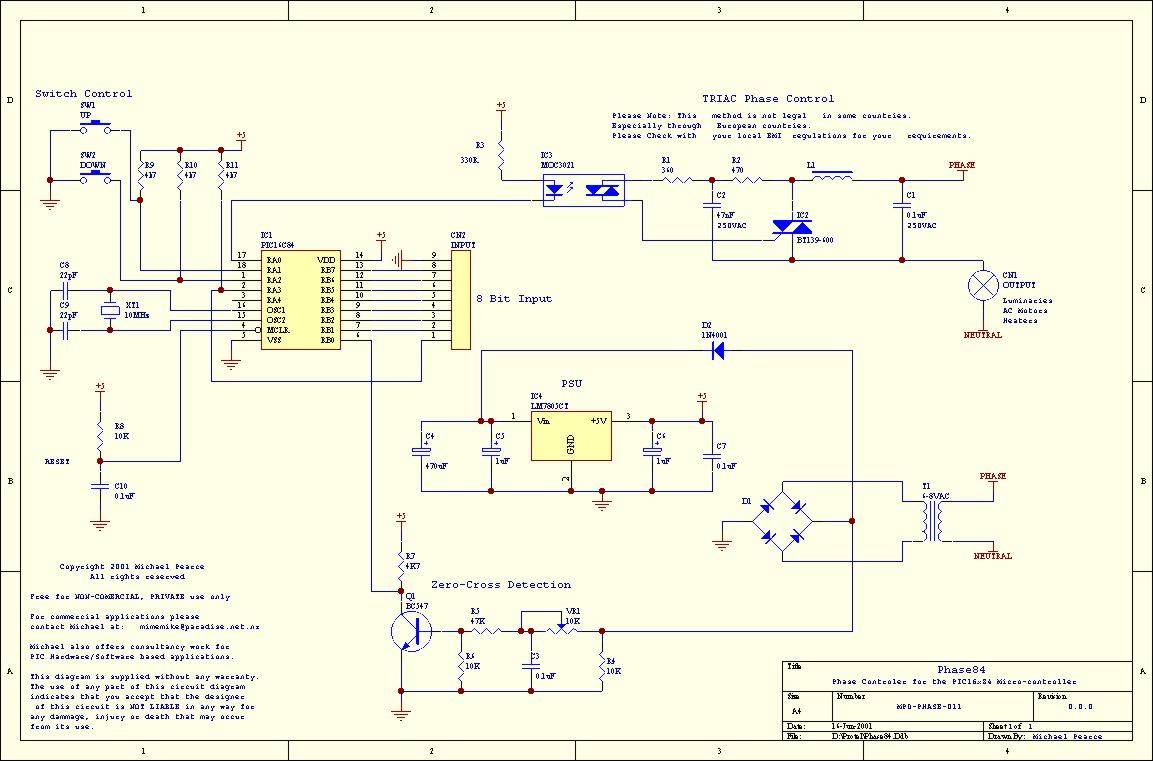 1 2 3 4
D D
C C
B B
A A
Switch Control
SW1
UP
SW2
DOWN
+5
R9
4k7
R10
4k7
R11
4k7
+5
R3
330R
IC3
MOC3021
TRIAC Phase Control
Please Note: This method is not legal in some countries.
Especially through European countries.
Please Check with your local EMI regulations for your requirements.
R1
360
R2
470
L1
PHASE
C2
47nF
250VAC
IC2
BT139-600
C1
0.1uF
250VAC
CN1
OUTPUT
Luminaries
AC Motors
Heaters
NEUTRAL
IC1
PIC16C84
17 RA0 VDD 14
18 RA1 RB7 13
1 RA2 RB6 12
2 RA3 RB5 11
3 RA4 RB4 10
16 OSC1 RB3 9
15 OSC2 RB2 8
4 MCLR RB1 7
5 VSS RB0 6
+5
CN2
INPUT
9
8
7
6
5
4
3
2
1
8 Bit Input
C8
22pF
C9
22pF
XT1
10MHz
+5
R8
10K
RESET
C10
0.1uF
D2
1N4001
PSU
IC4
LM7805CT
1 Vin +5V 3
GND
2
+5
C4
+
470uF
C5
+
1uF
C6
+
1uF
C7
0.1uF
D1
T1
6-8VAC
PHASE
NEUTRAL
+5
R7
4K7
Zero-Cross Detection
Q1
BC547
R5
47K
VR1
10K
R6
10K
C3
0.1uF
R4
10K
Copyright 2001 Michael Pearce
All rights reserved
Free for NON-COMERCIAL, PRIVATE use only
For commercial applications please
contact Michael at: mimemike@paradise.net.nz
Michael also offers consultancy work for
PIC Hardware/Software based applications.
This diagram is supplied without any warranty.
The use of any part of this circuit diagram
indicates that you accept that the designer
of this circuit is NOT LIABLE in any way for
any damage, injury or death that may occur
from its use.
Title
Phase84
Phase Controler for the PIC16x84 Micro-controller
Size Number Revision
A4 MPO-PHASE-011 0.0.0
Date: 16-Jun-2001 Sheet 1 of 1
File: D:\Protel\Phase84.Ddb Drawn By: Michael Pearce
1 2 3 4